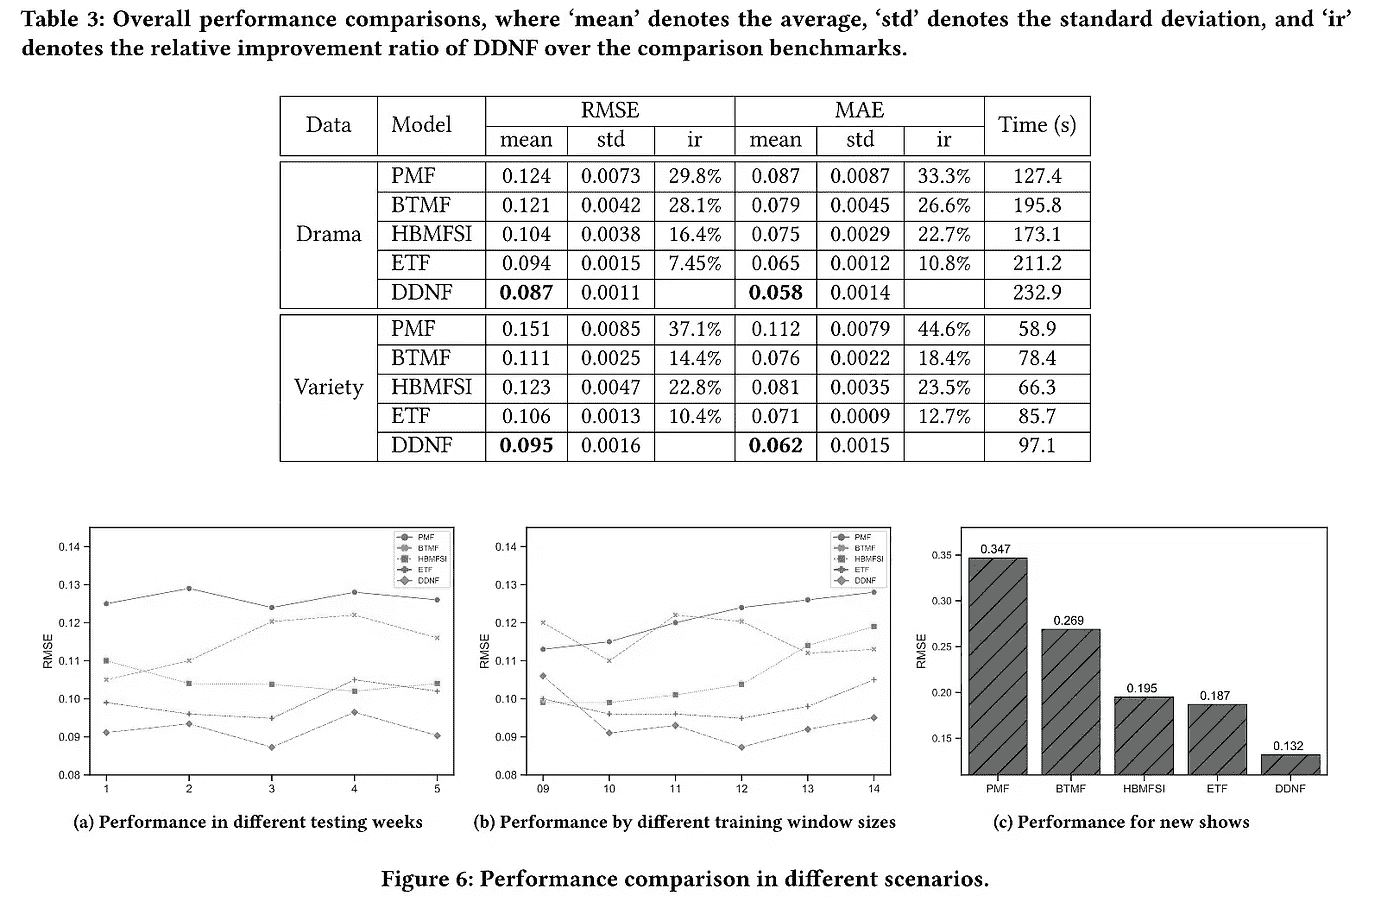 Table 3: Overall performance comparisons, where ‘mean’ denotes the average, ‘std’ denotes the standard deviation, and ‘ir’
denotes the relative improvement ratio of DDNF over the comparison benchmarks.
Data Model RMSE MAE Time (s)
mean std ir mean std ir
Drama
PMF 0.124 0.0073 29.8% 0.087 0.0087 33.3% 127.4
BTMF 0.121 0.0042 28.1% 0.079 0.0045 26.6% 195.8
HBMFSI 0.104 0.0038 16.4% 0.075 0.0029 22.7% 173.1
ETF 0.094 0.0015 7.45% 0.065 0.0012 10.8% 211.2
DDNF 0.087 0.0011 0.058 0.0014 232.9
Variety
PMF 0.151 0.0085 37.1% 0.112 0.0079 44.6% 58.9
BTMF 0.111 0.0025 14.4% 0.076 0.0022 18.4% 78.4
HBMFSI 0.123 0.0047 22.8% 0.081 0.0035 23.5% 66.3
ETF 0.106 0.0013 10.4% 0.071 0.0009 12.7% 85.7
DDNF 0.095 0.0016 0.062 0.0015 97.1
RMSE
0.14
0.13
0.12
0.11
0.10
0.09
0.08
1 2 3 4 5
PMF
BTMF
HBMFSI
ETF
DDNF
(a) Performance in different testing weeks
RMSE
0.14
0.13
0.12
0.11
0.10
0.09
0.08
09 10 11 12 13 14
PMF
BTMF
HBMFSI
ETF
DDNF
(b) Performance by different training window sizes
RMSE
0.35
0.30
0.25
0.20
0.15
0.347
0.269
0.195
0.187
0.132
PMF BTMF HBMFSI ETF DDNF
(c) Performance for new shows
Figure 6: Performance comparison in different scenarios.